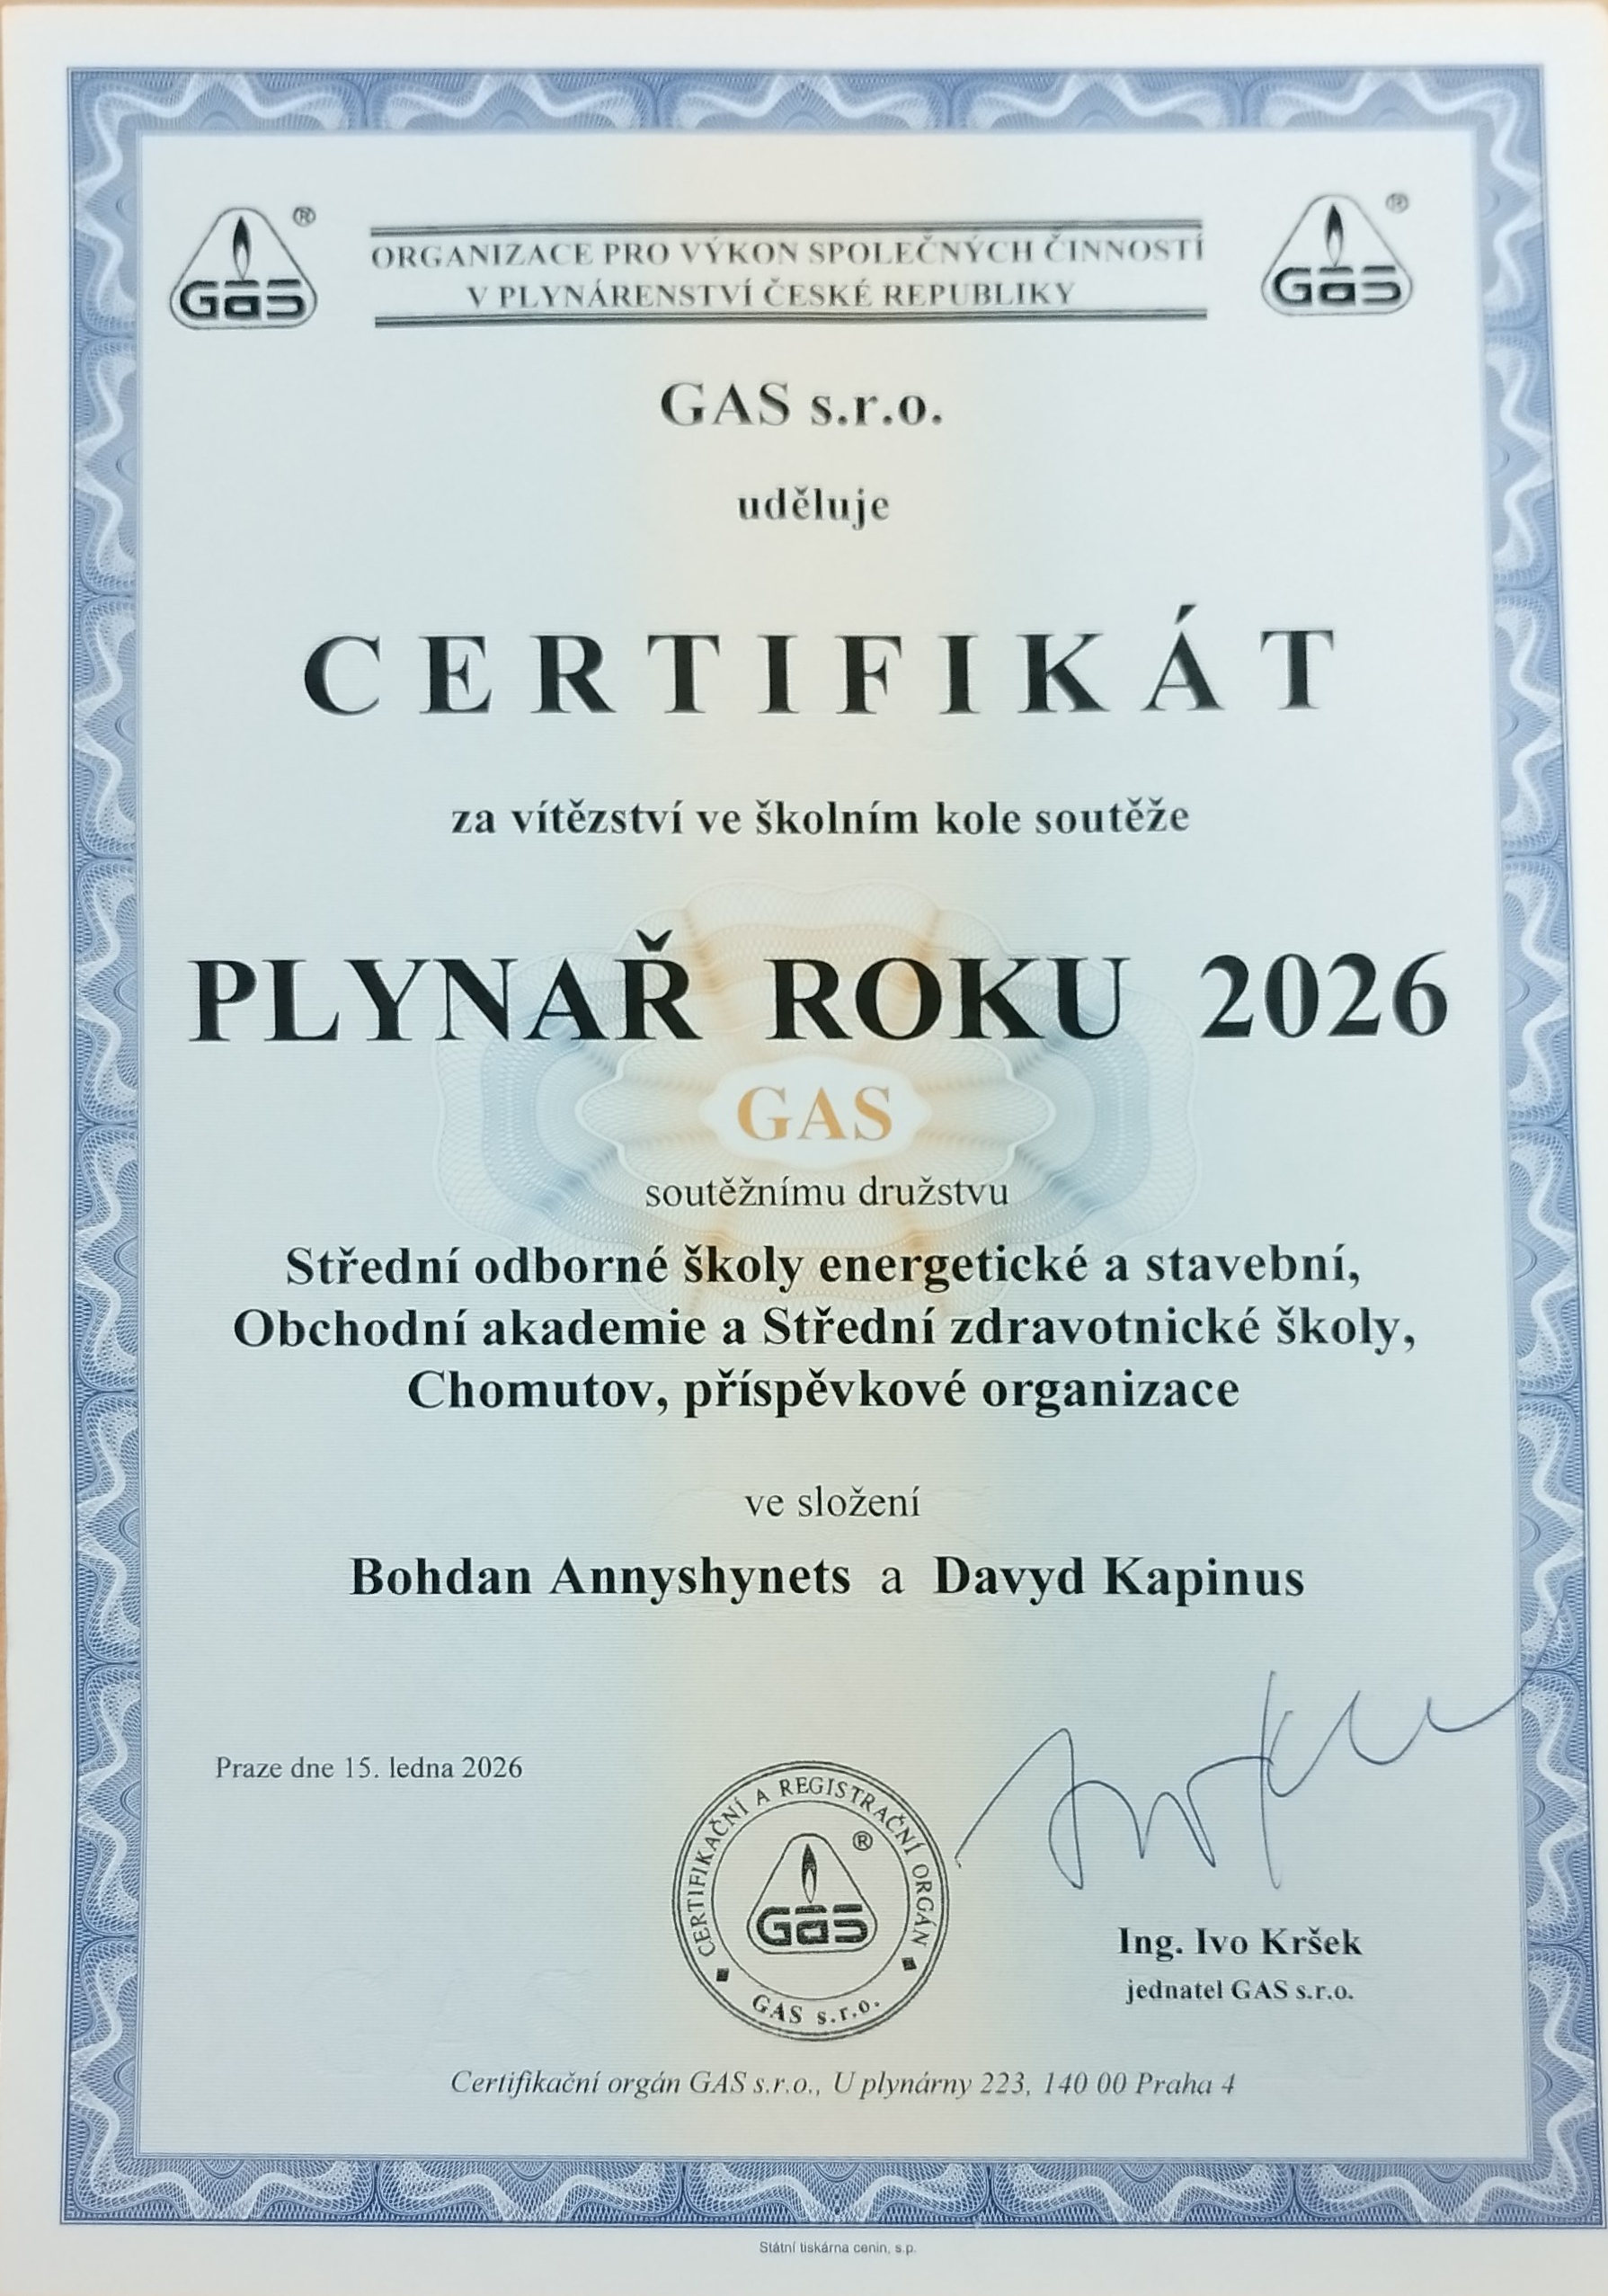 Gas ®
ORGANIZACE PRO VÝKON SPOLEČNÝCH ČINNOSTÍ
V PLYNÁRENSTVÍ ČESKÉ REPUBLIKY
Gas ®
GAS s.r.o.
uděluje
CERTIFIKÁT
za vítězství ve školním kole soutěže
PLYNAŘ ROKU 2026
GAS
soutěžnímu družstvu
Střední odborné školy energetické a stavební,
Obchodní akademie a Střední zdravotnické školy,
Chomutov, příspěvkové organizace
ve složení
Bohdan Annyshynets a Davyd Kapinus
Praze dne 15. ledna 2026
CERTIFIKAČNÍ A REGISTRAČNÍ ORGÁN
Gas ®
GAS s.r.o.
Ing. Ivo Kršek
jednatel GAS s.r.o.
Certifikační orgán GAS s.r.o., U plynárny 223, 140 00 Praha 4
Státní tiskárna cenin, s.p.